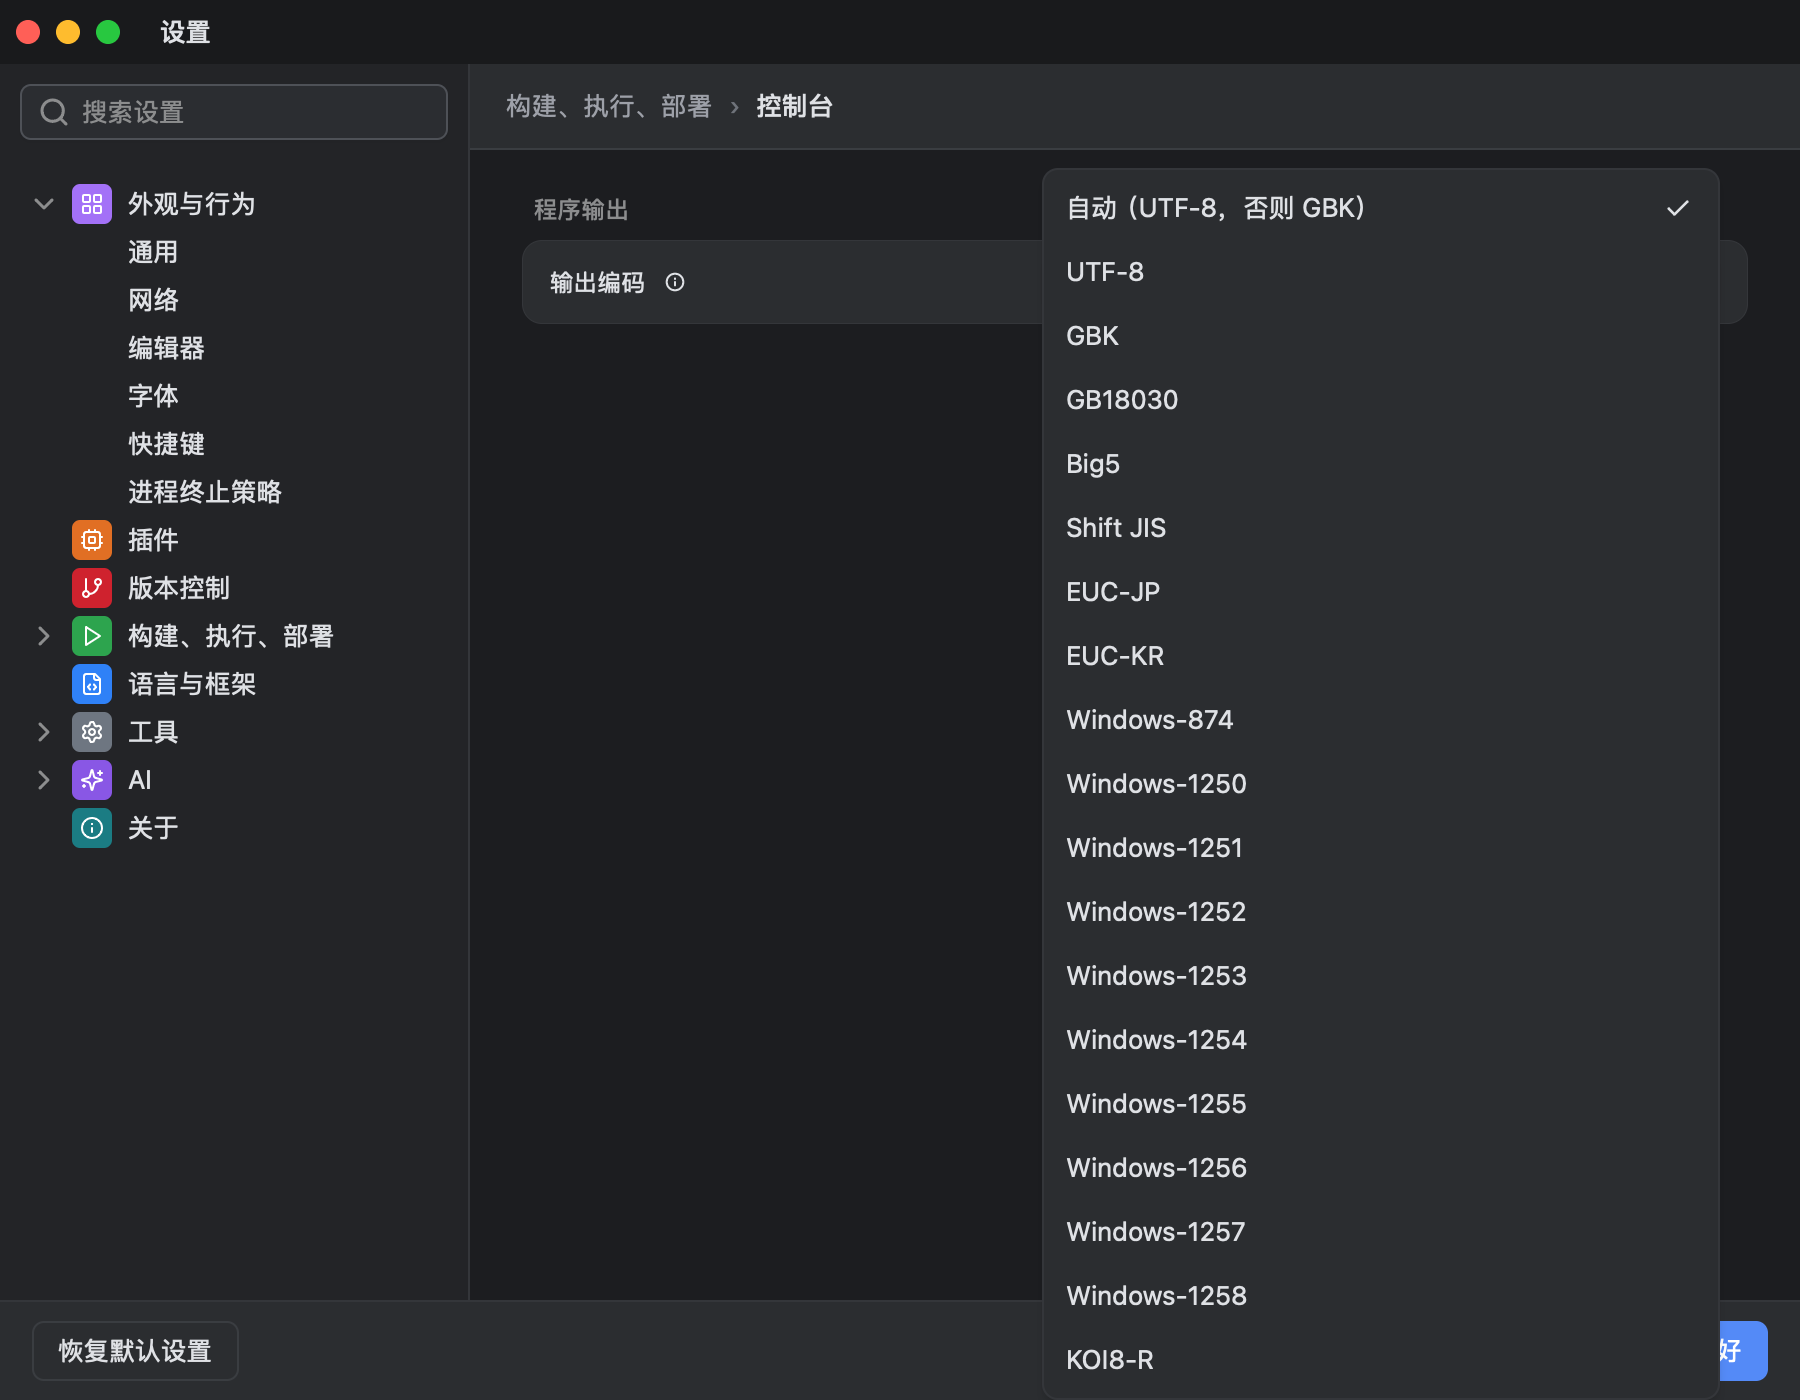 设置
搜索设置
外观与行为
通用
网络
编辑器
字体
快捷键
进程终止策略
插件
版本控制
构建、执行、部署
语言与框架
工具
AI
关于
恢复默认设置
构建、执行、部署 › 控制台
程序输出
输出编码
自动（UTF-8，否则 GBK）
UTF-8
GBK
GB18030
Big5
Shift JIS
EUC-JP
EUC-KR
Windows-874
Windows-1250
Windows-1251
Windows-1252
Windows-1253
Windows-1254
Windows-1255
Windows-1256
Windows-1257
Windows-1258
KOI8-R
好